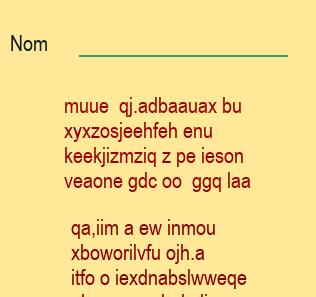 Nom
muue  qj.adbaauax bu
xyxzosjeehfeh enu
keekjizmziq z pe ieson
veaone gdc oo  ggq laa
qa,iim a ew inmou
xboworilvfu ojh.a
itfo o iexdnabslwweqe